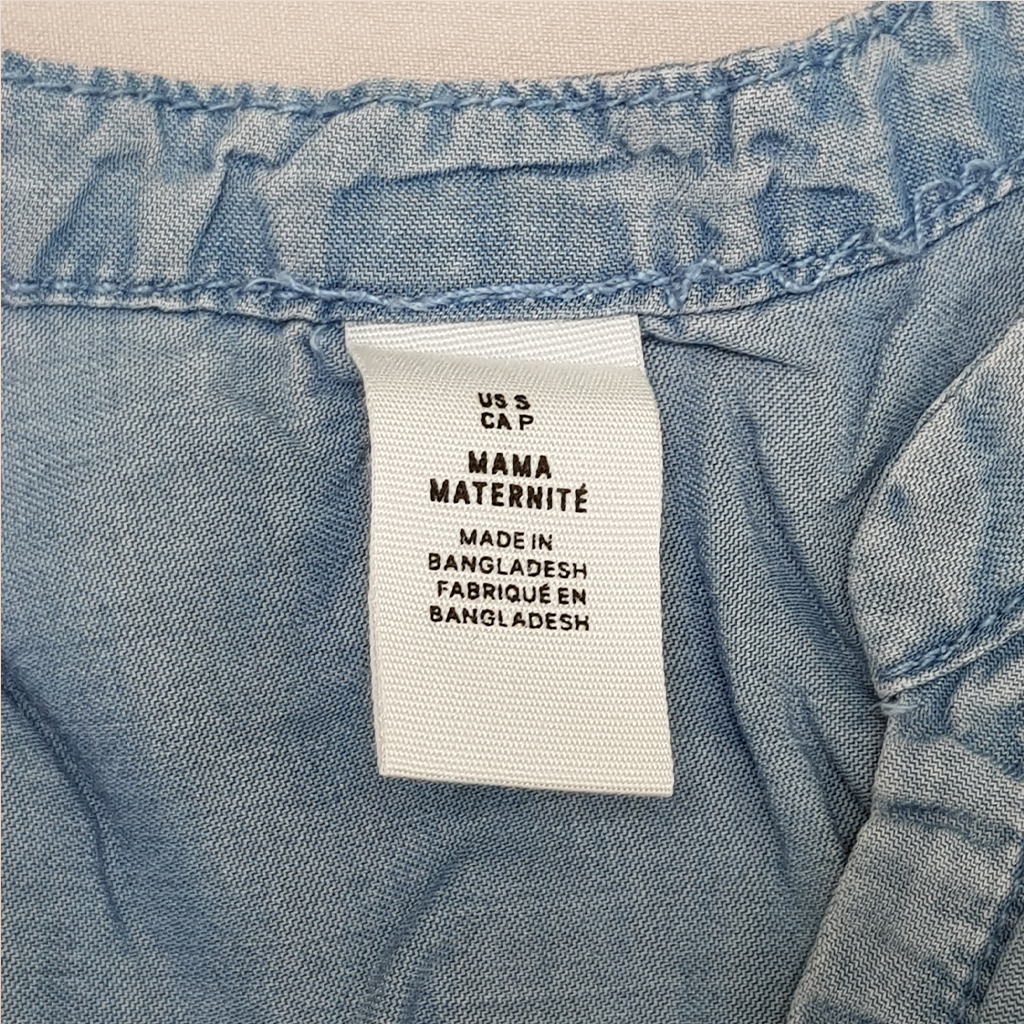 US S
CA P
MAMA
MATERNITÉ
MADE IN
BANGLADESH
FABRIQUÉ EN
BANGLADESH